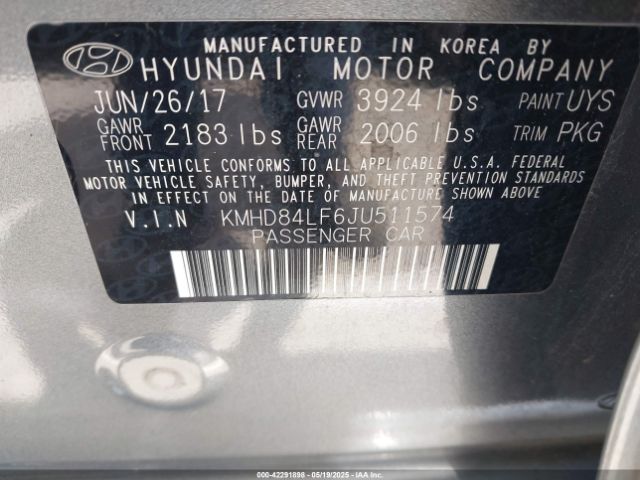 MANUFACTURED IN KOREA BY
HYUNDAI MOTOR COMPANY
JUN/26/17 GVWR 3924 lbs PAINT UYS
GAWR FRONT 2183 lbs GAWR REAR 2006 lbs TRIM PKG
THIS VEHICLE CONFORMS TO ALL APPLICABLE U.S.A. FEDERAL
MOTOR VEHICLE SAFETY, BUMPER, AND THEFT PREVENTION STANDARDS
IN EFFECT ON THE DATE OF MANUFACTURE SHOWN ABOVE.
V.I.N KMHD84LF6JU511574
PASSENGER CAR
000-42291898 - 05/19/2025 - IAAI, Inc.